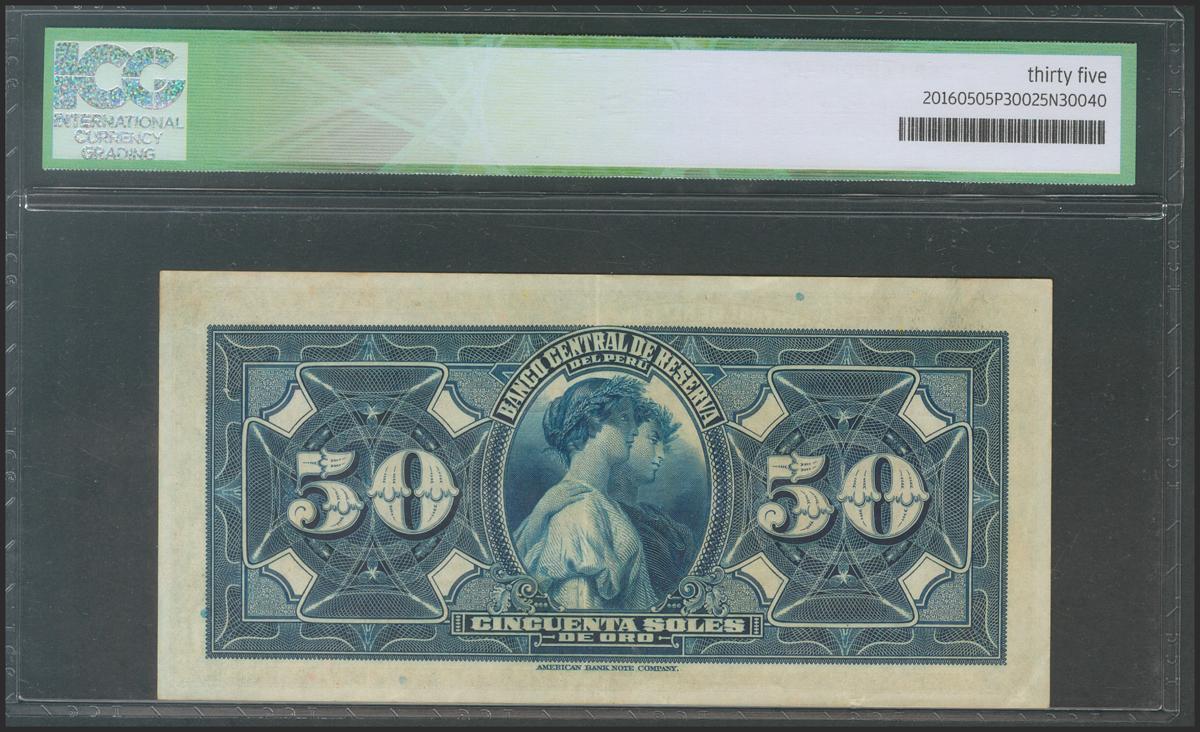 ICG
INTERNATIONAL
CURRENCY
GRADING
thirty five
20160505P30025N30040
BANCO CENTRAL DE RESERVA
DEL PERU
50
50
CINCUENTA SOLES
DE ORO
AMERICAN BANK NOTE COMPANY.